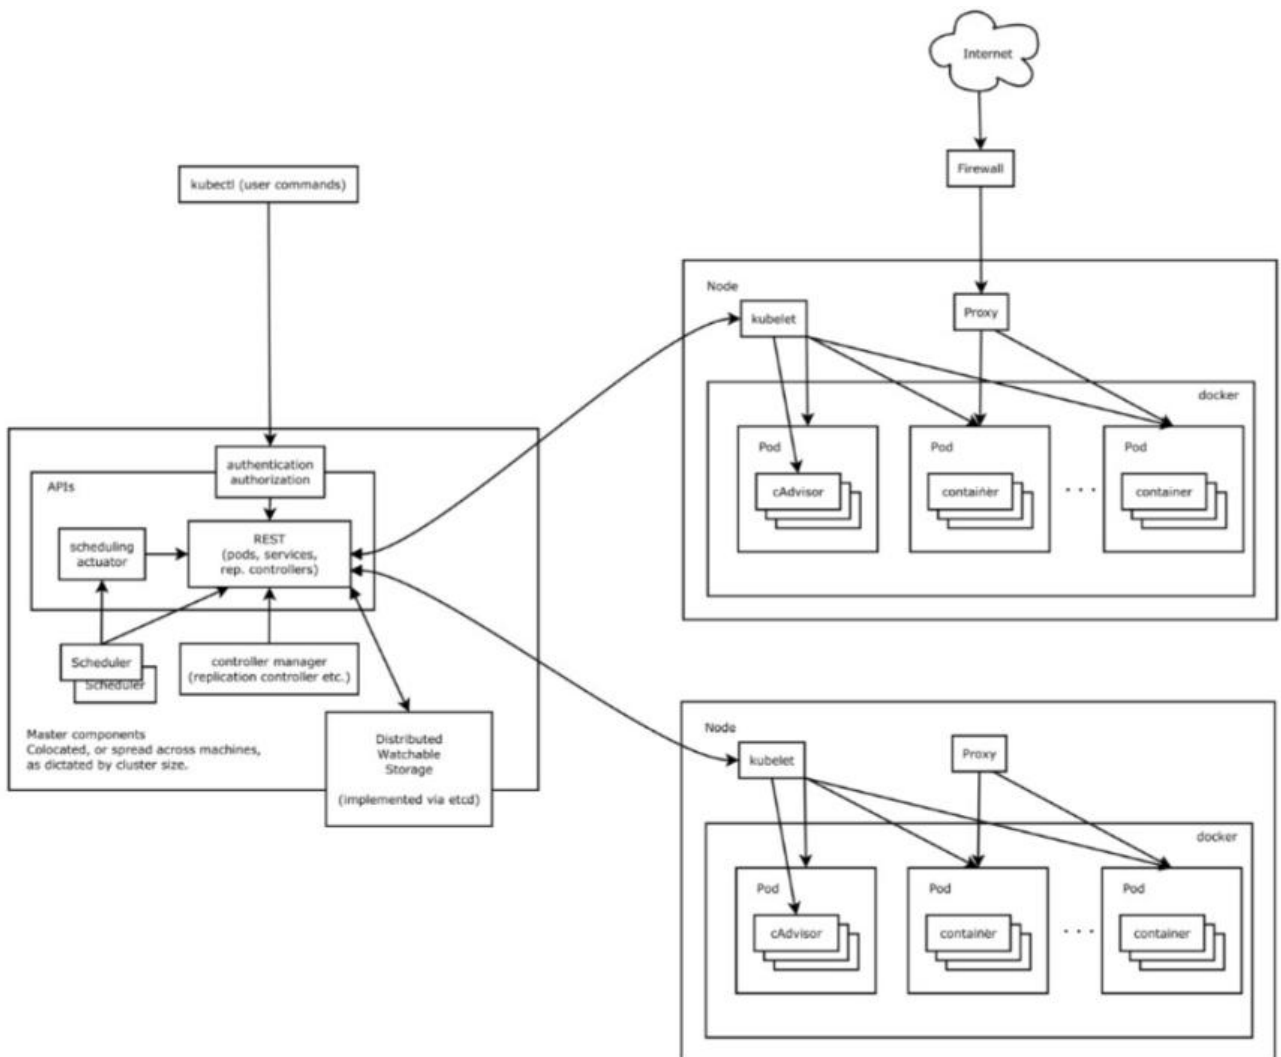 Internet
Firewall
kubectl (user commands)
Node
kubelet
Proxy
docker
Pod
cAdvisor
Pod
container
. . .
Pod
container
authentication
authorization
APIs
REST
(pods, services,
rep. controllers)
scheduling
actuator
Scheduler
Scheduler
controller manager
(replication controller etc.)
Master components
Colocated, or spread across machines,
as dictated by cluster size.
Distributed
Watchable
Storage
(implemented via etcd)
Node
kubelet
Proxy
docker
Pod
cAdvisor
Pod
container
. . .
Pod
container